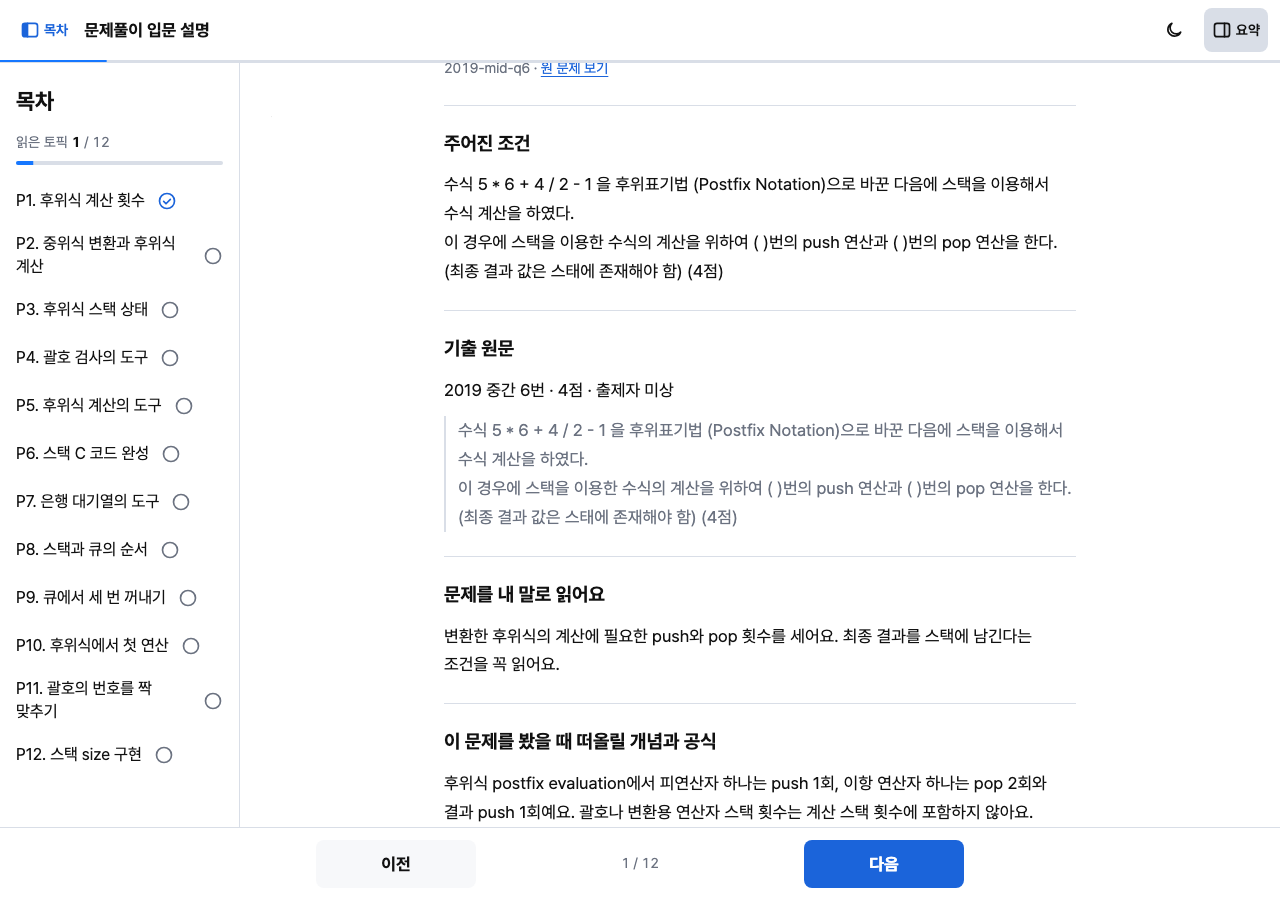 목차
문제풀이 입문 설명
요약
목차
읽은 토픽 1 / 12
P1. 후위식 계산 횟수
P2. 중위식 변환과 후위식
계산
P3. 후위식 스택 상태
P4. 괄호 검사의 도구
P5. 후위식 계산의 도구
P6. 스택 C 코드 완성
P7. 은행 대기열의 도구
P8. 스택과 큐의 순서
P9. 큐에서 세 번 꺼내기
P10. 후위식에서 첫 연산
P11. 괄호의 번호를 짝
맞추기
P12. 스택 size 구현
2019-mid-q6 · 원 문제 보기
주어진 조건
수식 5 * 6 + 4 / 2 - 1 을 후위표기법 (Postfix Notation)으로 바꾼 다음에 스택을 이용해서
수식 계산을 하였다.
이 경우에 스택을 이용한 수식의 계산을 위하여 ( )번의 push 연산과 ( )번의 pop 연산을 한다.
(최종 결과 값은 스태에 존재해야 함) (4점)
기출 원문
2019 중간 6번 · 4점 · 출제자 미상
수식 5 * 6 + 4 / 2 - 1 을 후위표기법 (Postfix Notation)으로 바꾼 다음에 스택을 이용해서
수식 계산을 하였다.
이 경우에 스택을 이용한 수식의 계산을 위하여 ( )번의 push 연산과 ( )번의 pop 연산을 한다.
(최종 결과 값은 스태에 존재해야 함) (4점)
문제를 내 말로 읽어요
변환한 후위식의 계산에 필요한 push와 pop 횟수를 세어요. 최종 결과를 스택에 남긴다는
조건을 꼭 읽어요.
이 문제를 봤을 때 떠올릴 개념과 공식
후위식 postfix evaluation에서 피연산자 하나는 push 1회, 이항 연산자 하나는 pop 2회와
결과 push 1회예요. 괄호나 변환용 연산자 스택 횟수는 계산 스택 횟수에 포함하지 않아요.
이전
1 / 12
다음